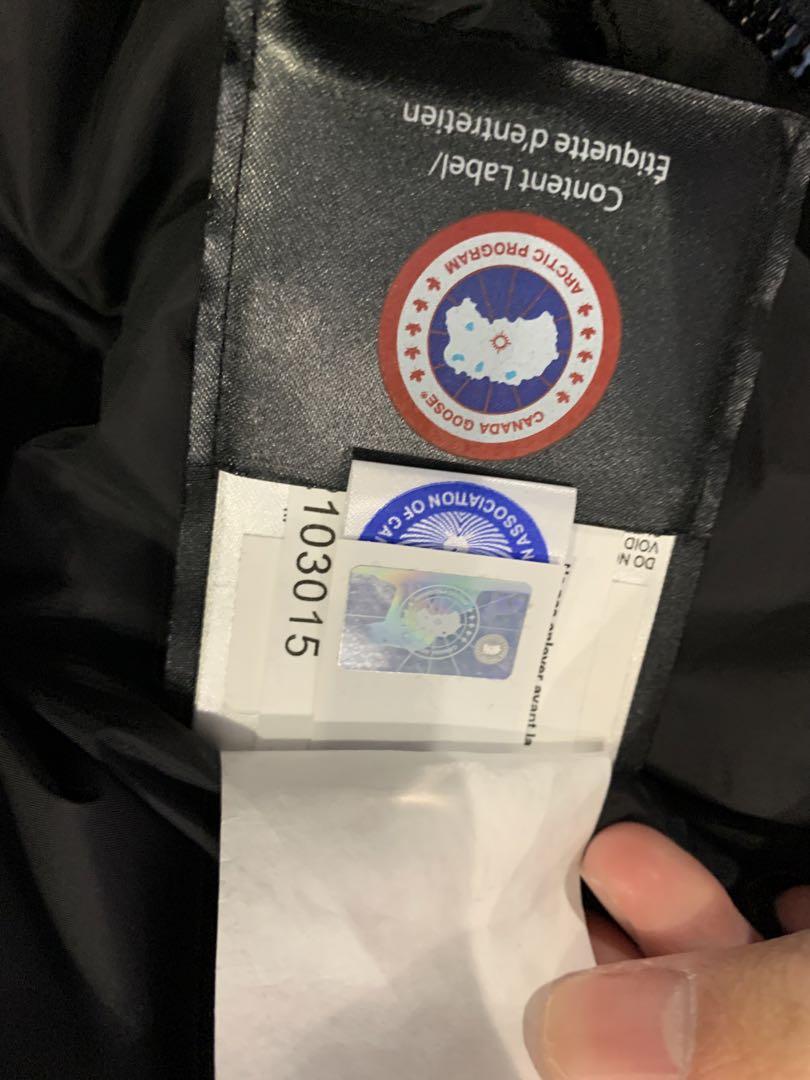 Content Label/
Étiquette d'entretien
ARCTIC PROGRAM
CANADA GOOSE®
ASSOCIATION OF CA
103015
DO
VOID
enlever avant la